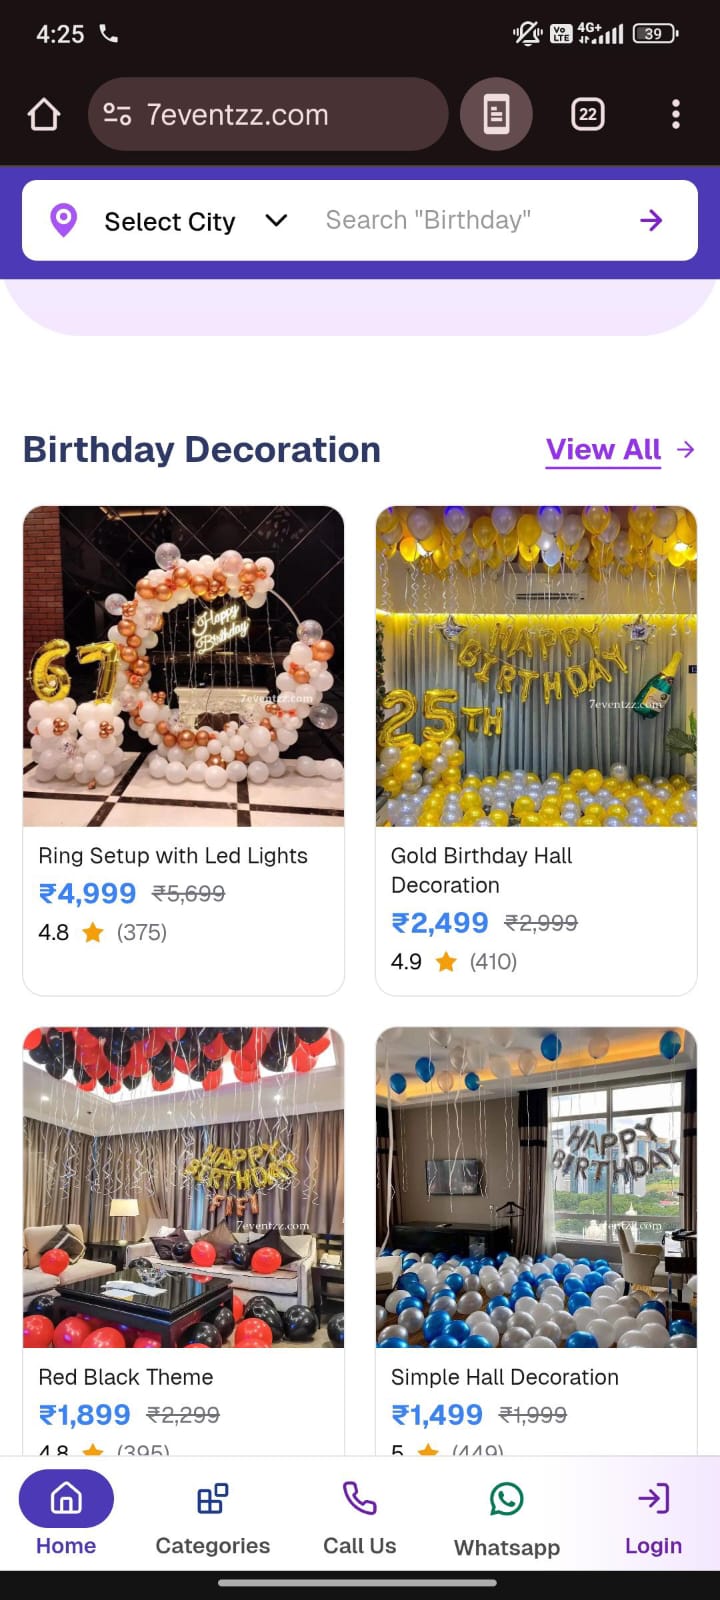 4:25
Vo LTE 4G+ 39
7eventzz.com
22
Select City
Search "Birthday"
Birthday Decoration
View All
Happy
Birthday
67
7eventzz.com
HAPPY
BIRTHDAY
25TH
7eventzz.com
Ring Setup with Led Lights
₹4,999 ₹5,699
4.8 (375)
Gold Birthday Hall
Decoration
₹2,499 ₹2,999
4.9 (410)
HAPPY
BIRTHDAY
7eventzz.com
HAPPY
BIRTHDAY
7eventzz.com
Red Black Theme
₹1,899 ₹2,299
4.8 (395)
Simple Hall Decoration
₹1,499 ₹1,999
5 (449)
Home
Categories
Call Us
Whatsapp
Login